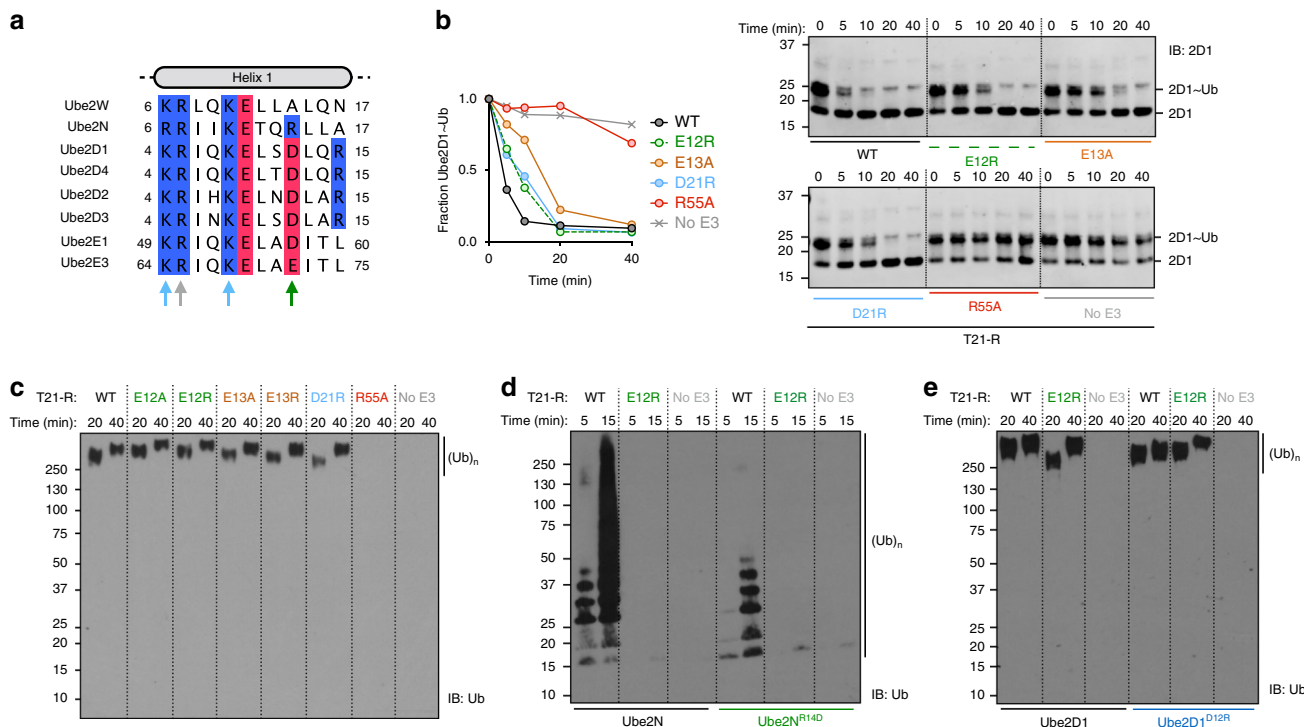 a
Helix 1
Ube2W 6 K R L Q K E L L A L Q N 17
Ube2N 6 R R I I K E T Q R L L A 17
Ube2D1 4 K R I Q K E L S D L Q R 15
Ube2D4 4 K R I Q K E L T D L Q R 15
Ube2D2 4 K R I H K E L N D L A R 15
Ube2D3 4 K R I N K E L S D L A R 15
Ube2E1 49 K R I Q K E L A D I T L 60
Ube2E3 64 K R I Q K E L A E I T L 75
b
Fraction Ube2D1~Ub
1.0
0.5
0.0
0 20 40
Time (min)
WT
E12R
E13A
D21R
R55A
No E3
Time (min): 0 5 10 20 40 0 5 10 20 40 0 5 10 20 40
37
25
20
15
IB: 2D1
2D1~Ub
2D1
WT E12R E13A
0 5 10 20 40 0 5 10 20 40 0 5 10 20 40
37
25
20
15
2D1~Ub
2D1
D21R R55A No E3
T21-R
c
T21-R: WT E12A E12R E13A E13R D21R R55A No E3
Time (min): 20 40 20 40 20 40 20 40 20 40 20 40 20 40 20 40
250
130
100
75
50
37
25
20
15
10
(Ub)n
IB: Ub
d
T21-R: WT E12R No E3 WT E12R No E3
Time (min): 5 15 5 15 5 15 5 15 5 15 5 15
250
130
100
75
50
37
25
20
15
10
(Ub)n
IB: Ub
Ube2N Ube2NR14D
e
T21-R: WT E12R No E3 WT E12R No E3
Time (min): 20 40 20 40 20 40 20 40 20 40 20 40
250
130
100
75
50
37
25
20
15
10
(Ub)n
IB: Ub
Ube2D1 Ube2D1D12R